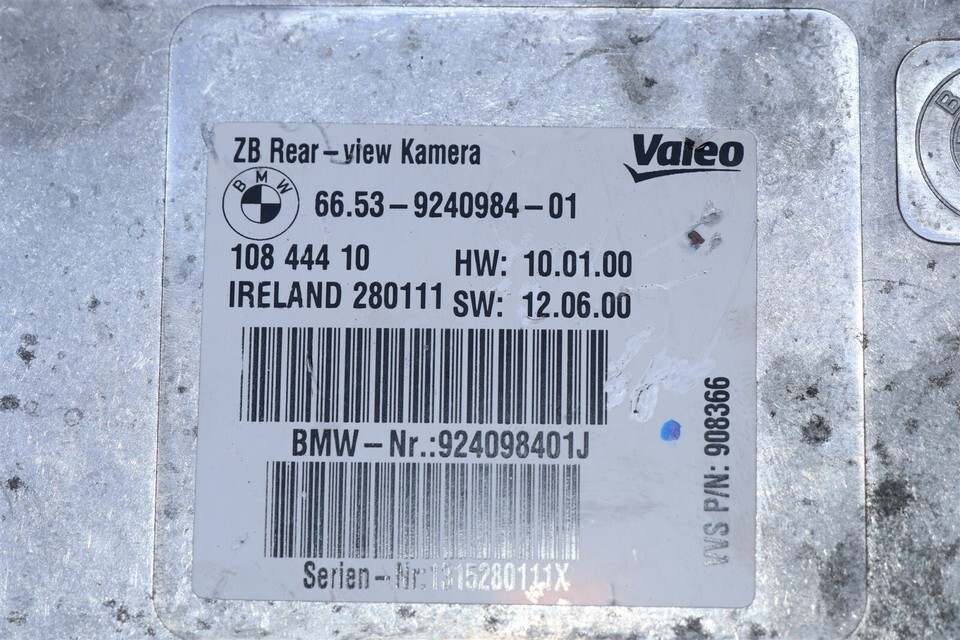 ZB Rear-view Kamera
Valeo
BMW
66.53-9240984-01
108 444 10
HW: 10.01.00
IRELAND 280111
SW: 12.06.00
BMW-Nr.:924098401J
Serien-Nr:1315280111X
VVS P/N: 908366
B